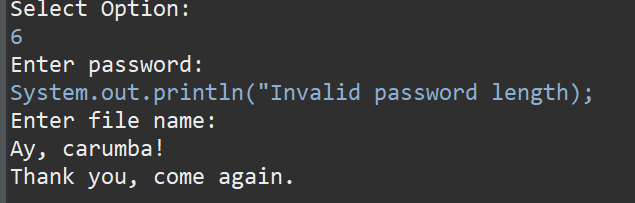 Select Option:
6
Enter password:
System.out.println("Invalid password length);
Enter file name:
Ay, carumba!
Thank you, come again.